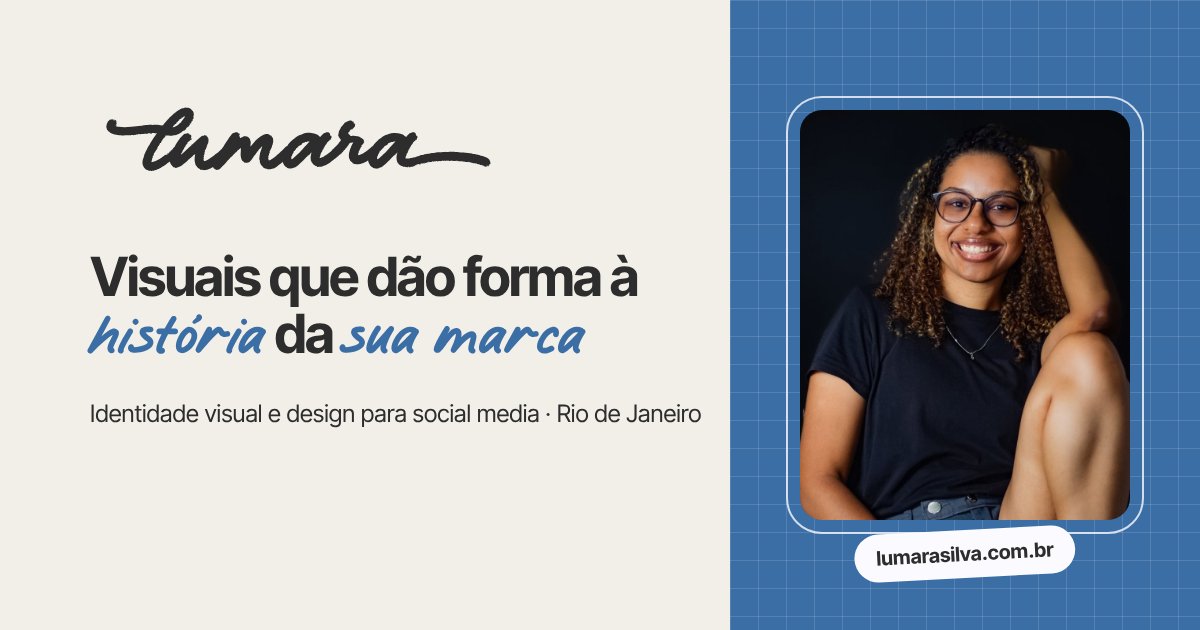 lumara
Visuais que dão forma à
história da sua marca
Identidade visual e design para social media · Rio de Janeiro
lumarasilva.com.br